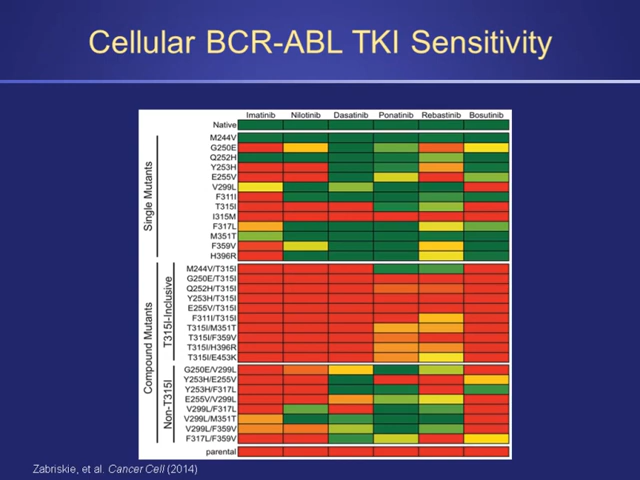 Cellular BCR-ABL TKI Sensitivity
Imatinib Nilotinib Dasatinib Ponatinib Rebastinib Bosutinib
Native
Single Mutants
M244V
G250E
Q252H
Y253H
E255V
V299L
F311I
T315I
I315M
F317L
M351T
F359V
H396R
Compound Mutants
T315I-Inclusive
M244V/T315I
G250E/T315I
Q252H/T315I
Y253H/T315I
E255V/T315I
F311I/T315I
T315I/M351T
T315I/F359V
T315I/H396R
T315I/E453K
Non-T315I
G250E/V299L
Y253H/E255V
Y253H/F317L
E255V/V299L
V299L/F317L
V299L/M351T
V299L/F359V
F317L/F359V
parental
Zabriskie, et al. Cancer Cell (2014)